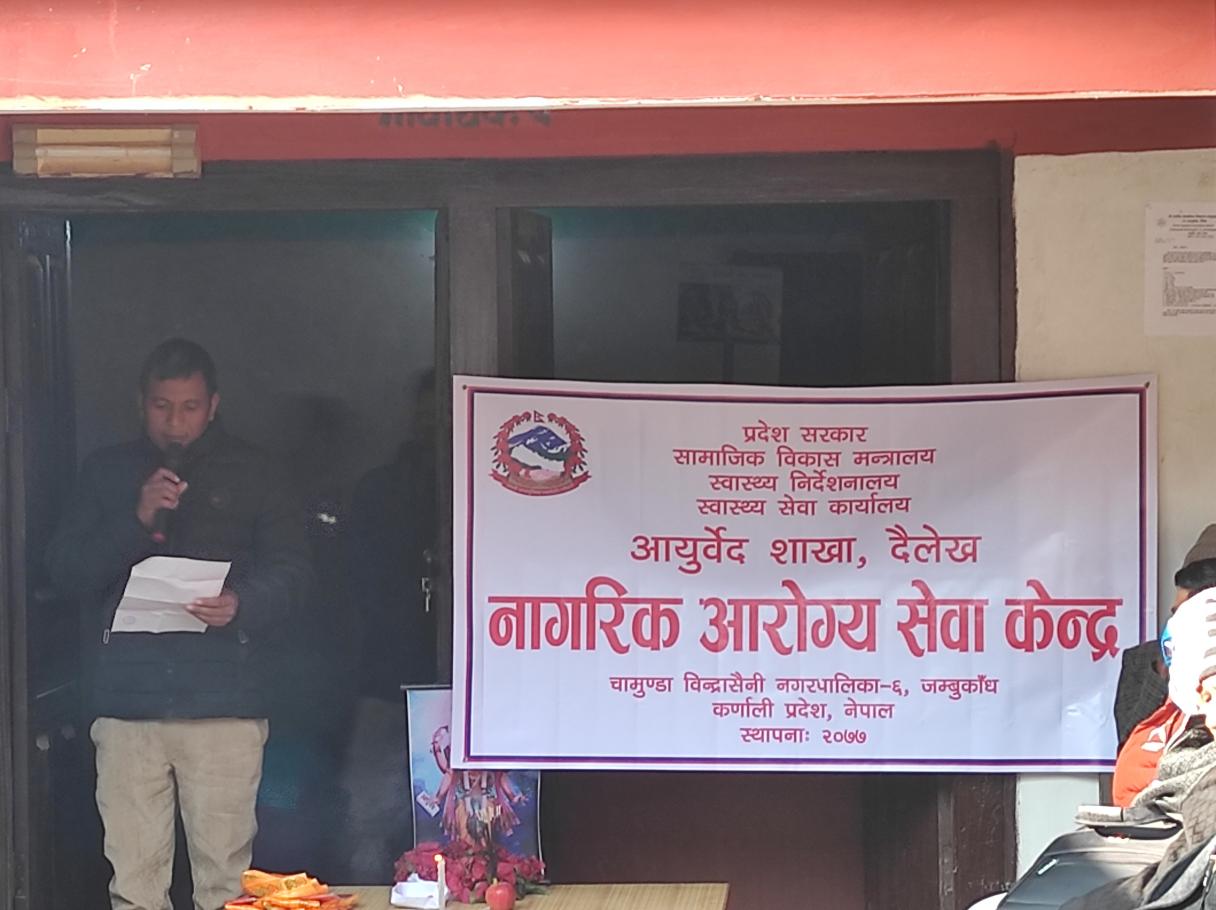 प्रदेश सरकार
सामाजिक विकास मन्त्रालय
स्वास्थ्य निर्देशनालय
स्वास्थ्य सेवा कार्यालय
आयुर्वेद शाखा, दैलेख
नागरिक आरोग्य सेवा केन्द्र
चामुण्डा विन्द्रासैनी नगरपालिका-६, जम्बुकाँध
कर्णाली प्रदेश, नेपाल
स्थापनाः २०७७